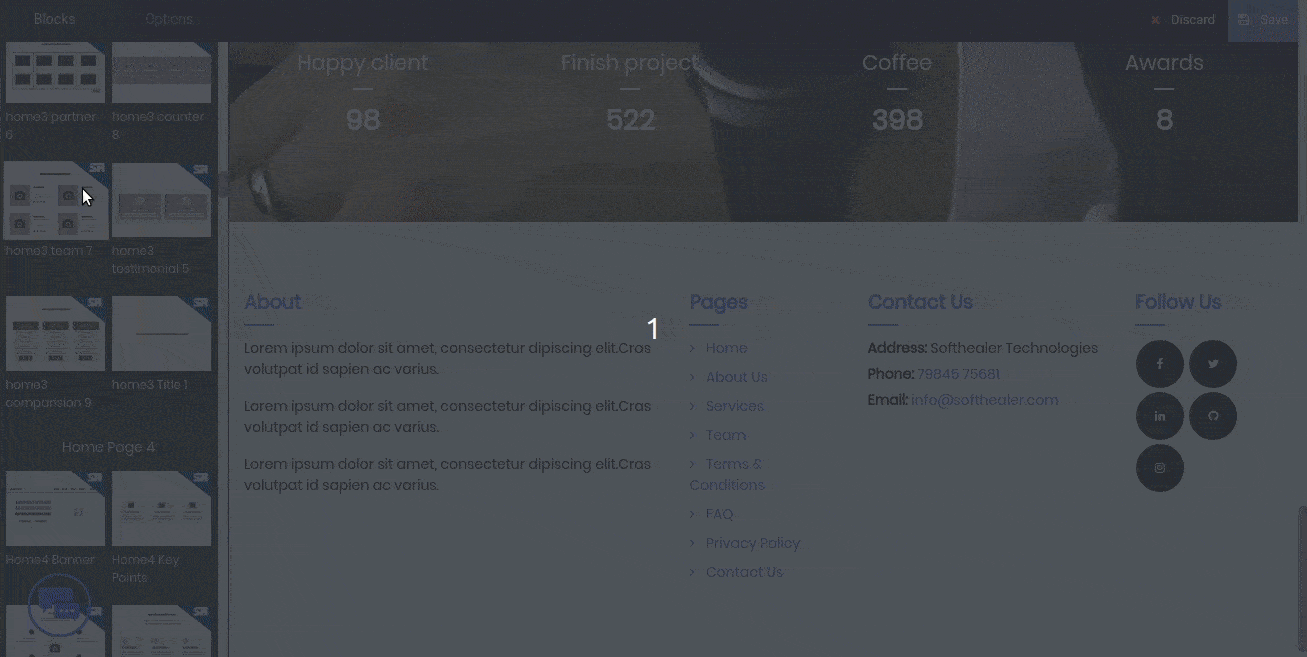 Blocks
Options
Discard
Save
home3 partner
6
home3 counter
8
home3 team 7
home3
testimonial 5
home3
comparision 9
home3 Title 1
Home Page 4
Home4 Banner
Home4 Key
Points
Happy client
Finish project
Coffee
Awards
98
522
398
8
1
About
Lorem ipsum dolor sit amet, consectetur dipiscing elit.Cras
volutpat id sapien ac varius.
Lorem ipsum dolor sit amet, consectetur dipiscing elit.Cras
volutpat id sapien ac varius.
Lorem ipsum dolor sit amet, consectetur dipiscing elit.Cras
volutpat id sapien ac varius.
Pages
Home
About Us
Services
Team
Terms &
Conditions
FAQ
Privacy Policy
Contact Us
Contact Us
Address: Softhealer Technologies
Phone: 79845 75681
Email: info@softhealer.com
Follow Us